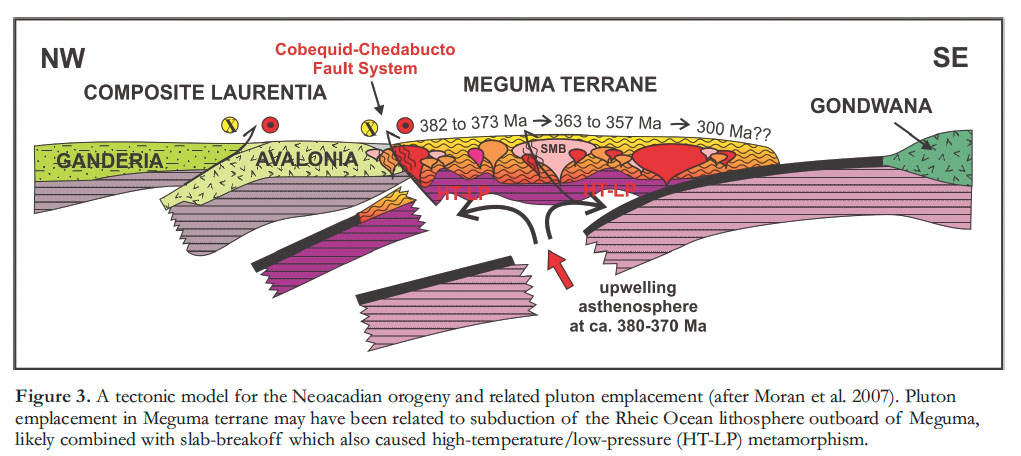 NW
SE
Cobequid-Chedabucto
Fault System
COMPOSITE LAURENTIA
MEGUMA TERRANE
GONDWANA
382 to 373 Ma → 363 to 357 Ma → 300 Ma??
GANDERIA
AVALONIA
SMB
HT-LP
HT-LP
upwelling
asthenosphere
at ca. 380-370 Ma
Figure 3. A tectonic model for the Neoacadian orogeny and related pluton emplacement (after Moran et al. 2007). Pluton
emplacement in Meguma terrane may have been related to subduction of the Rheic Ocean lithosphere outboard of Meguma,
likely combined with slab-breakoff which also caused high-temperature/low-pressure (HT-LP) metamorphism.